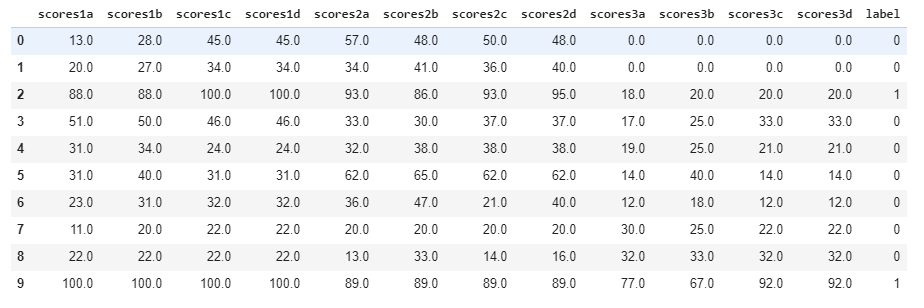 scores1a scores1b scores1c scores1d scores2a scores2b scores2c scores2d scores3a scores3b scores3c scores3d label
0 13.0 28.0 45.0 45.0 57.0 48.0 50.0 48.0 0.0 0.0 0.0 0.0 0
1 20.0 27.0 34.0 34.0 34.0 41.0 36.0 40.0 0.0 0.0 0.0 0.0 0
2 88.0 88.0 100.0 100.0 93.0 86.0 93.0 95.0 18.0 20.0 20.0 20.0 1
3 51.0 50.0 46.0 46.0 33.0 30.0 37.0 37.0 17.0 25.0 33.0 33.0 0
4 31.0 34.0 24.0 24.0 32.0 38.0 38.0 38.0 19.0 25.0 21.0 21.0 0
5 31.0 40.0 31.0 31.0 62.0 65.0 62.0 62.0 14.0 40.0 14.0 14.0 0
6 23.0 31.0 32.0 32.0 36.0 47.0 21.0 40.0 12.0 18.0 12.0 12.0 0
7 11.0 20.0 22.0 22.0 20.0 20.0 20.0 20.0 30.0 25.0 22.0 22.0 0
8 22.0 22.0 22.0 22.0 13.0 33.0 14.0 16.0 32.0 33.0 32.0 32.0 0
9 100.0 100.0 100.0 100.0 89.0 89.0 89.0 89.0 77.0 67.0 92.0 92.0 1